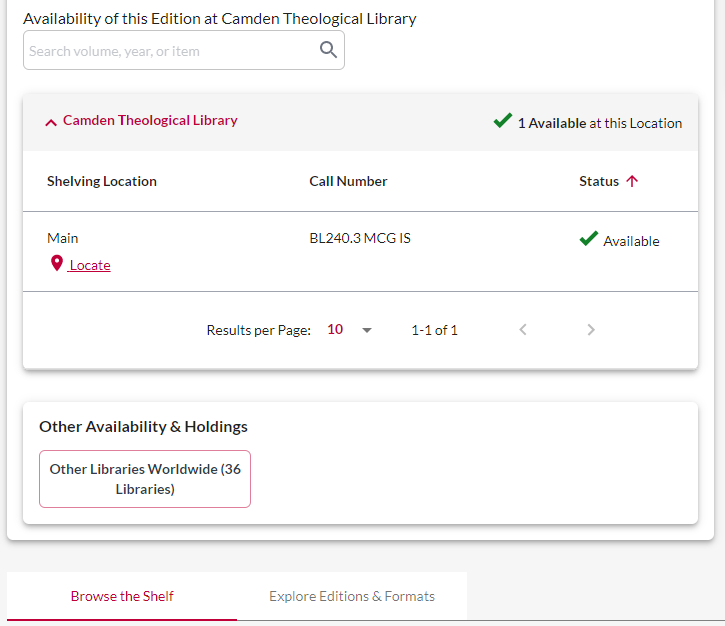 Availability of this Edition at Camden Theological Library
Search volume, year, or item
Camden Theological Library
1 Available at this Location
Shelving Location Call Number Status
Main BL240.3 MCG IS Available
Locate
Results per Page: 10 1-1 of 1
Other Availability & Holdings
Other Libraries Worldwide (36
Libraries)
Browse the Shelf Explore Editions & Formats